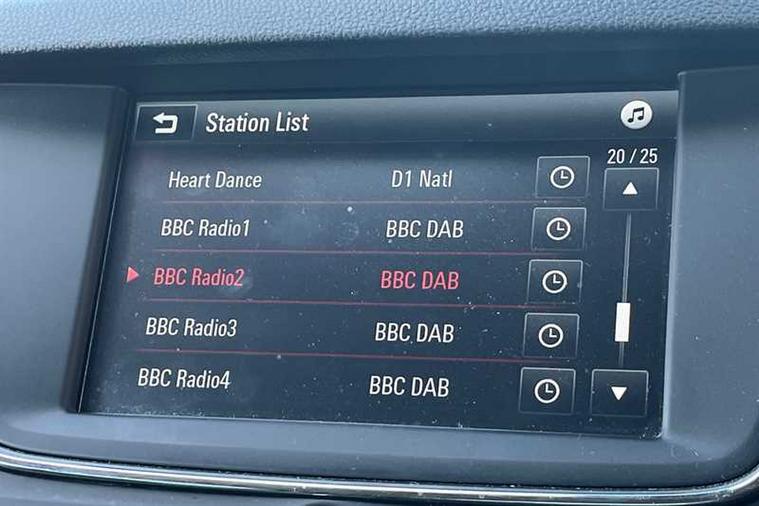 Station List
20 / 25
Heart Dance D1 Natl
BBC Radio1 BBC DAB
BBC Radio2 BBC DAB
BBC Radio3 BBC DAB
BBC Radio4 BBC DAB